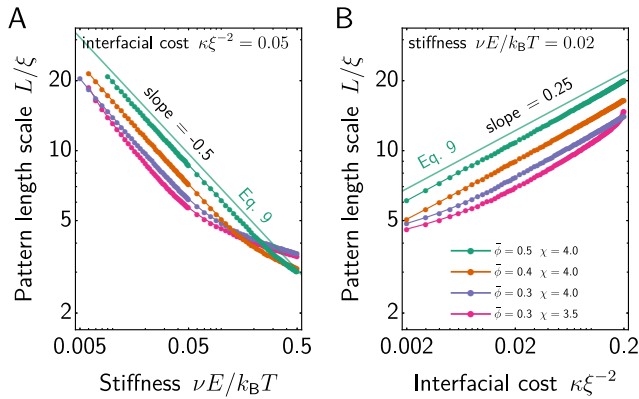 A
interfacial cost κξ⁻² = 0.05
Pattern length scale L/ξ
20
10
5
2
slope = -0.5
Eq. 9
0.005
0.05
0.5
Stiffness νE/k_BT
B
stiffness νE/k_BT = 0.02
Pattern length scale L/ξ
20
10
5
2
Eq. 9
slope = 0.25
ϕ̄ = 0.5 χ = 4.0
ϕ̄ = 0.4 χ = 4.0
ϕ̄ = 0.3 χ = 4.0
ϕ̄ = 0.3 χ = 3.5
0.002
0.02
0.2
Interfacial cost κξ⁻²